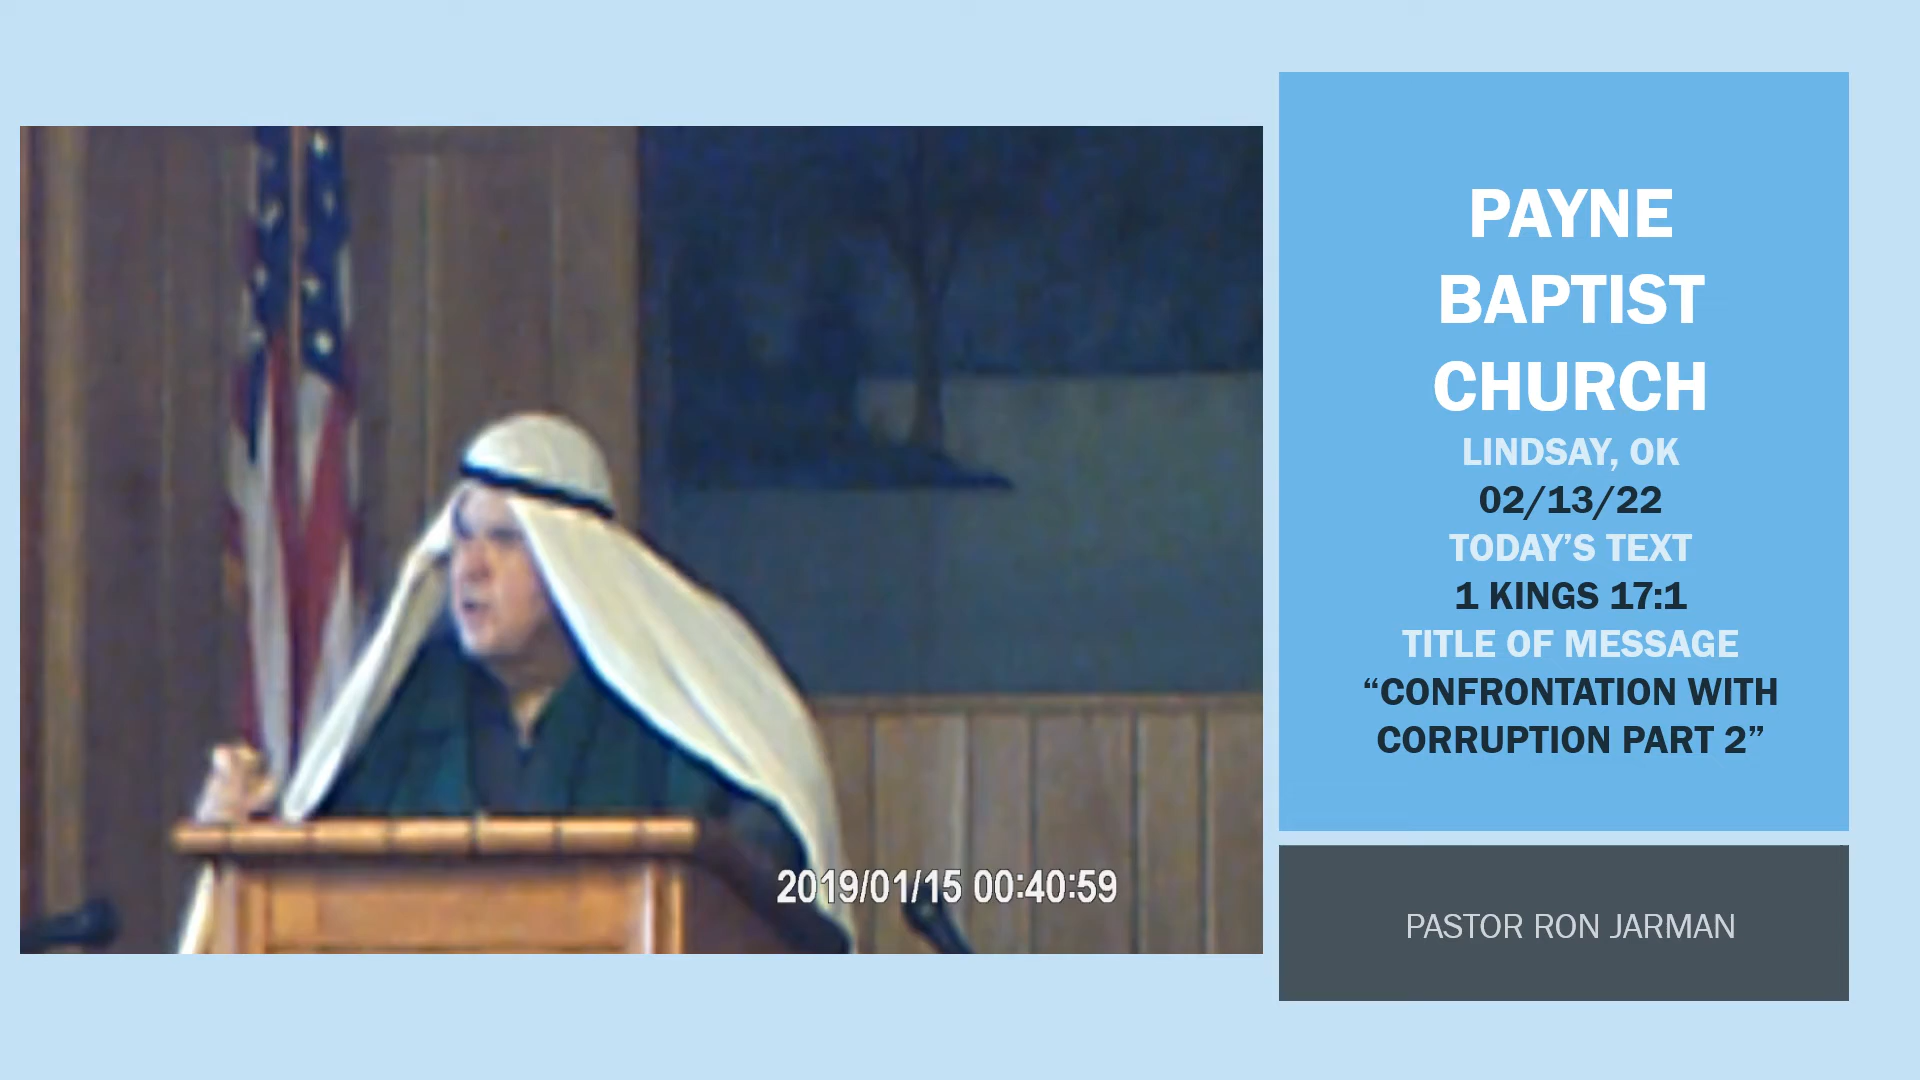 2019/01/15 00:40:59
PAYNE
BAPTIST
CHURCH
LINDSAY, OK
02/13/22
TODAY’S TEXT
1 KINGS 17:1
TITLE OF MESSAGE
“CONFRONTATION WITH
CORRUPTION PART 2”
PASTOR RON JARMAN